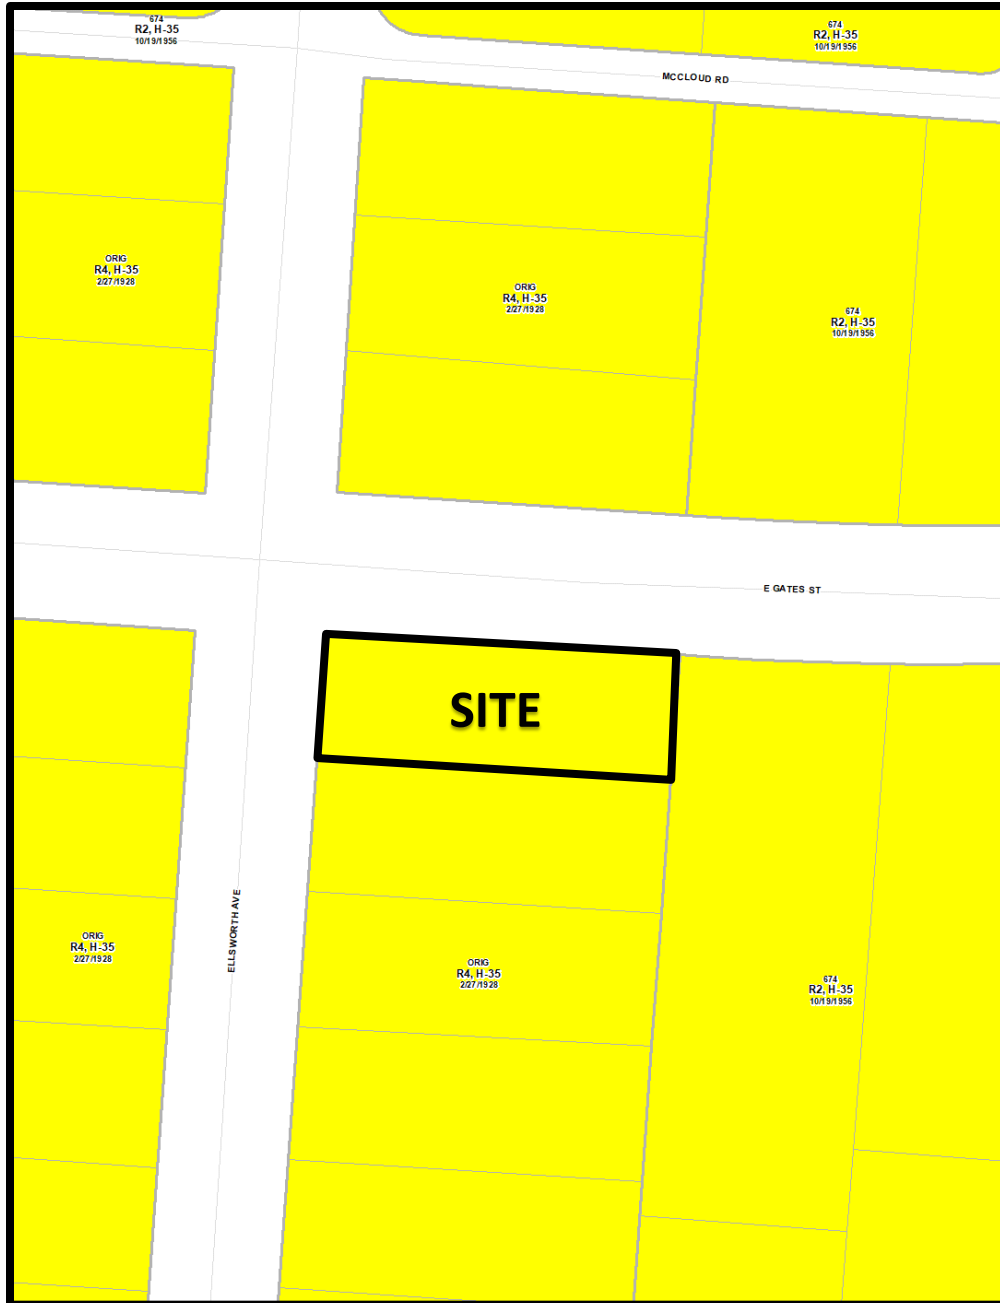 674
R2, H-35
10/19/1956
674
R2, H-35
10/19/1956
MCCLOUD RD
ORIG
R4, H-35
2/27/1928
ORIG
R4, H-35
2/27/1928
674
R2, H-35
10/19/1956
E GATES ST
SITE
ELLSWORTH AVE
ORIG
R4, H-35
2/27/1928
ORIG
R4, H-35
2/27/1928
674
R2, H-35
10/19/1956